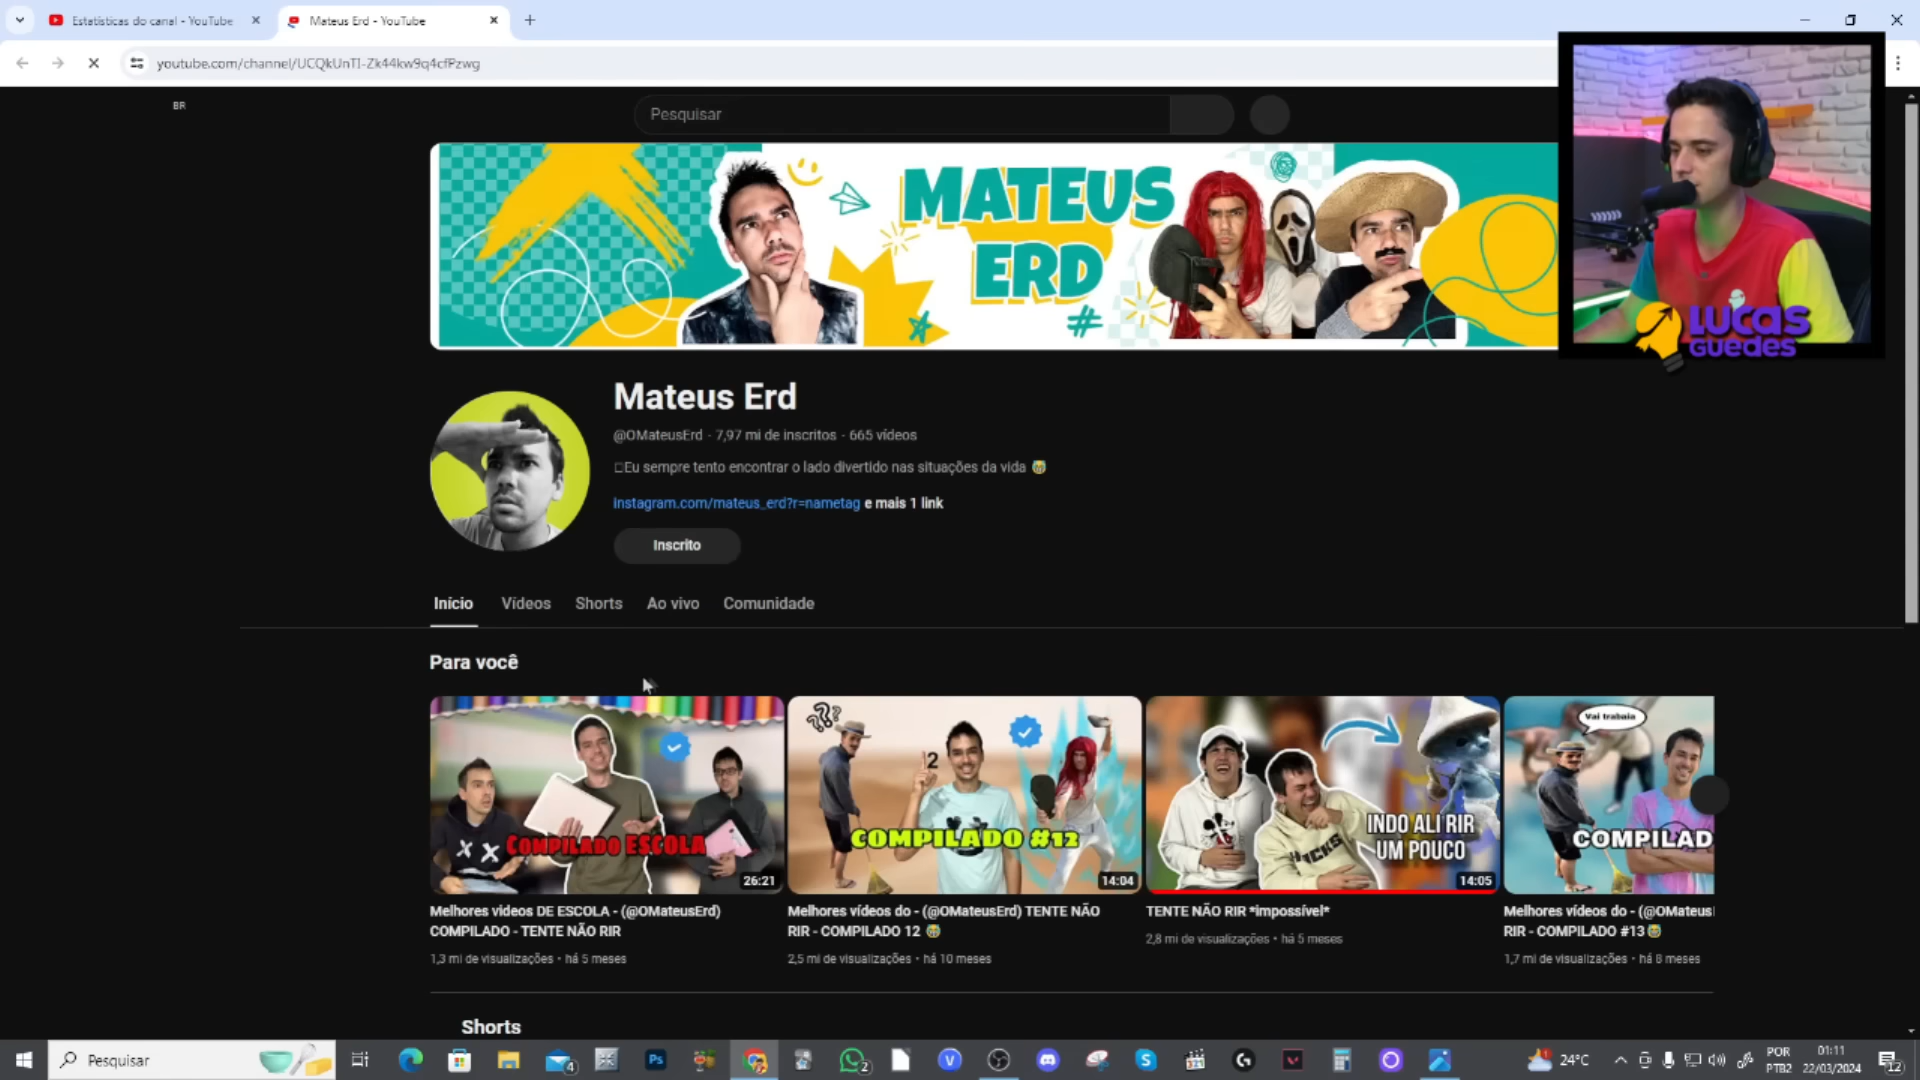 Estatísticas do canal - YouTube
Mateus Erd - YouTube
youtube.com/channel/UCQkUnTI-Zk44kw9q4cfPzwg
BR
Pesquisar
MATEUS
ERD
LUCAS
GUEDES
Mateus Erd
@OMateusErd · 7,97 mi de inscritos · 665 vídeos
Eu sempre tento encontrar o lado divertido nas situações da vida
instagram.com/mateus_erd?r=nametag e mais 1 link
Inscrito
Início Vídeos Shorts Ao vivo Comunidade
Para você
COMPILADO ESCOLA
26:21
???
2
COMPILADO #12
14:04
INDO ALI RIR
UM POUCO
14:05
Vai trabaia
COMPILAD
Melhores videos DE ESCOLA - (@OMateusErd)
COMPILADO - TENTE NÃO RIR
1,3 mi de visualizações • há 5 meses
Melhores vídeos do - (@OMateusErd) TENTE NÃO
RIR - COMPILADO 12
2,5 mi de visualizações • há 10 meses
TENTE NÃO RIR *impossível*
2,8 mi de visualizações • há 5 meses
Melhores vídeos do - (@OMateus
RIR - COMPILADO #13
1,7 mi de visualizações • há 8 meses
Shorts
Pesquisar
4
Ps
2
V
S
24°C
POR
PTB2
01:11
22/03/2024
12